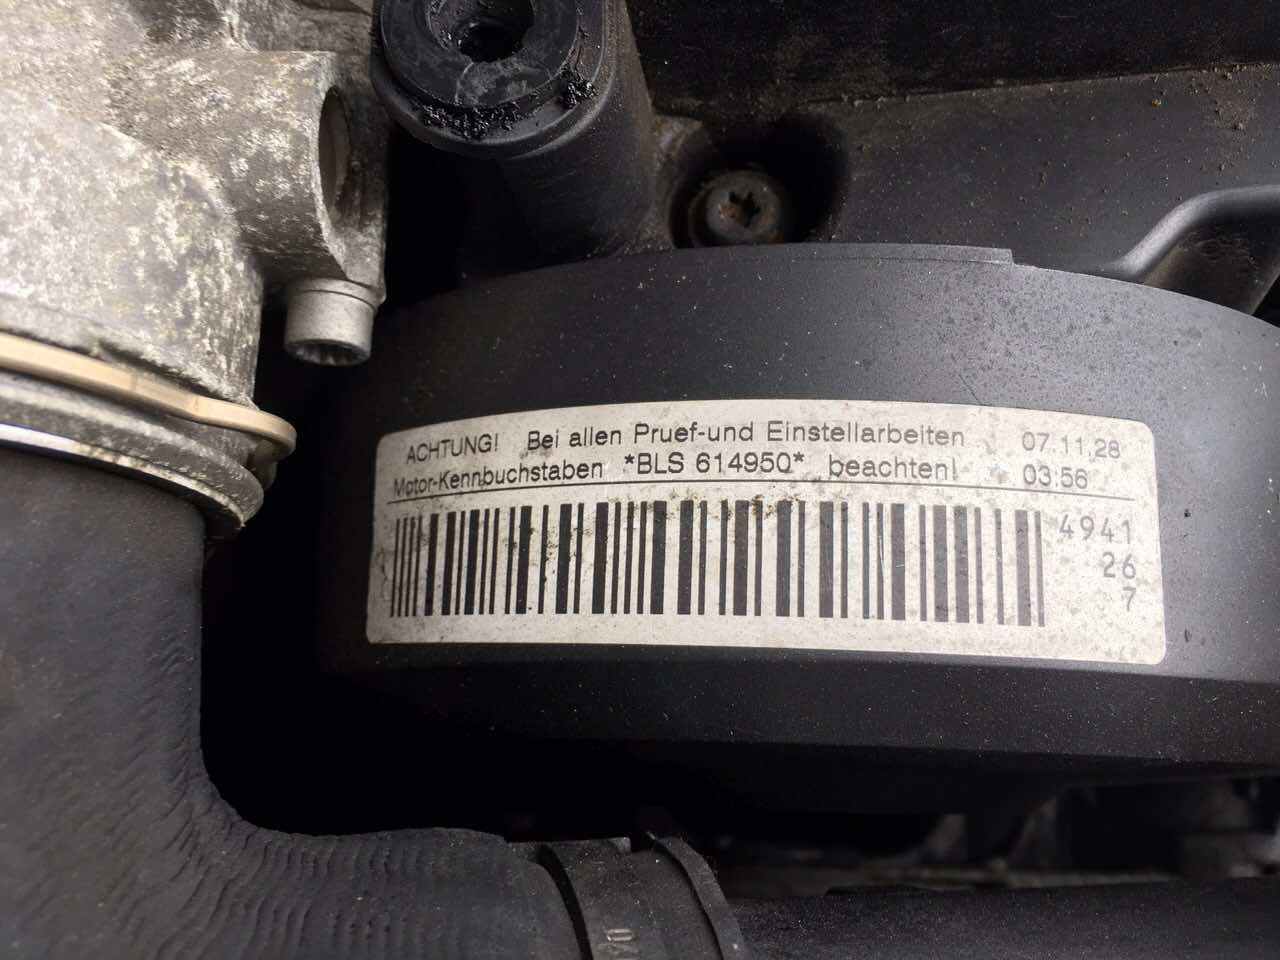 ACHTUNG! Bei allen Pruef-und Einstellarbeiten 07.11,28
Motor-Kennbuchstaben *BLS 614950* beachten! 03:56
4941
26
7